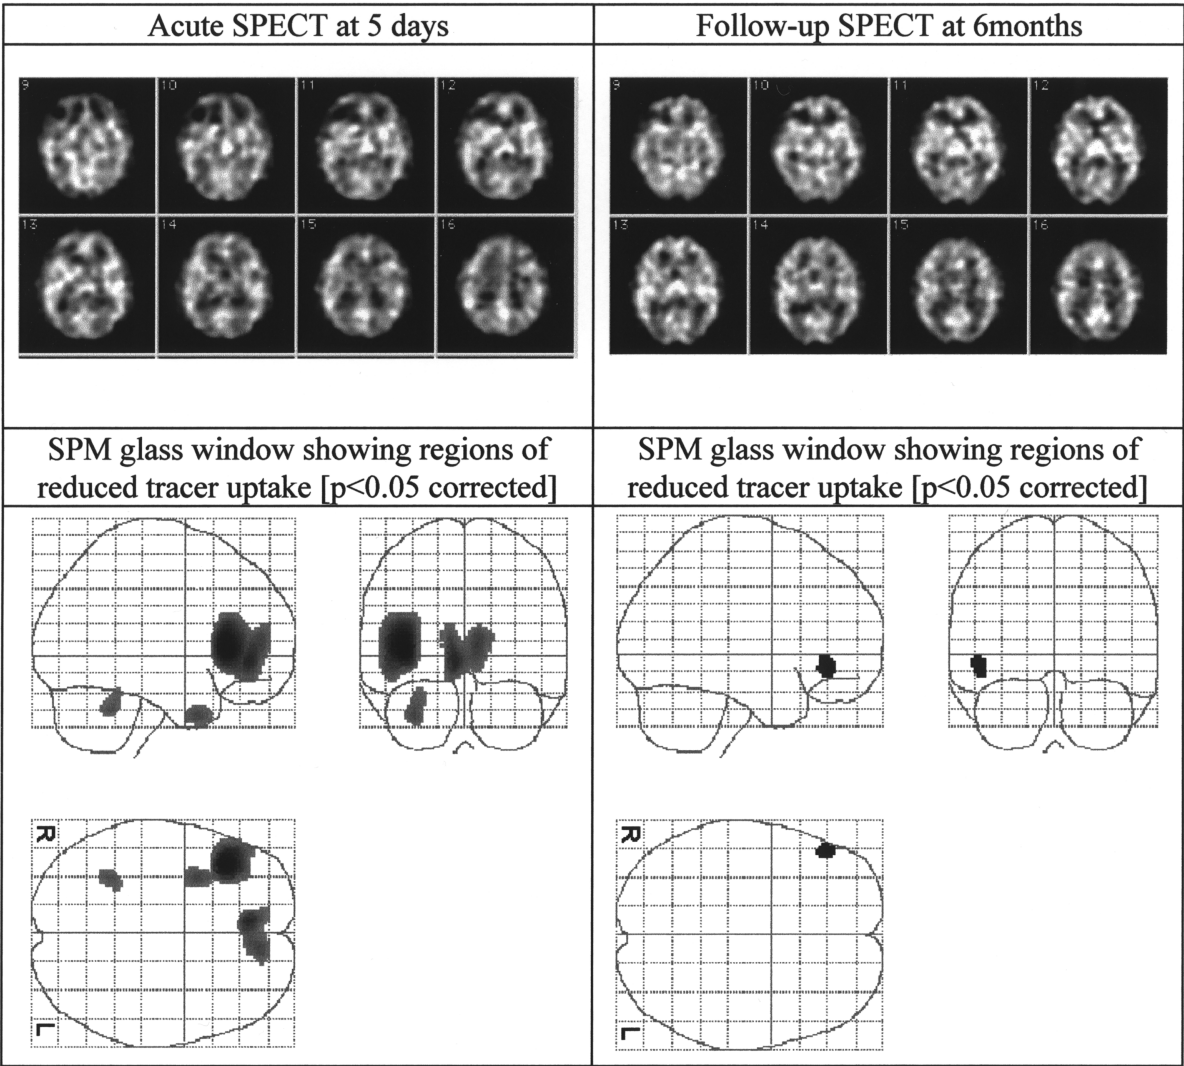 Acute SPECT at 5 days
Follow-up SPECT at 6months
9 10 11 12
13 14 15 16
9 10 11 12
13 14 15 16
SPM glass window showing regions of
reduced tracer uptake [p<0.05 corrected]
SPM glass window showing regions of
reduced tracer uptake [p<0.05 corrected]
R
L
R
L